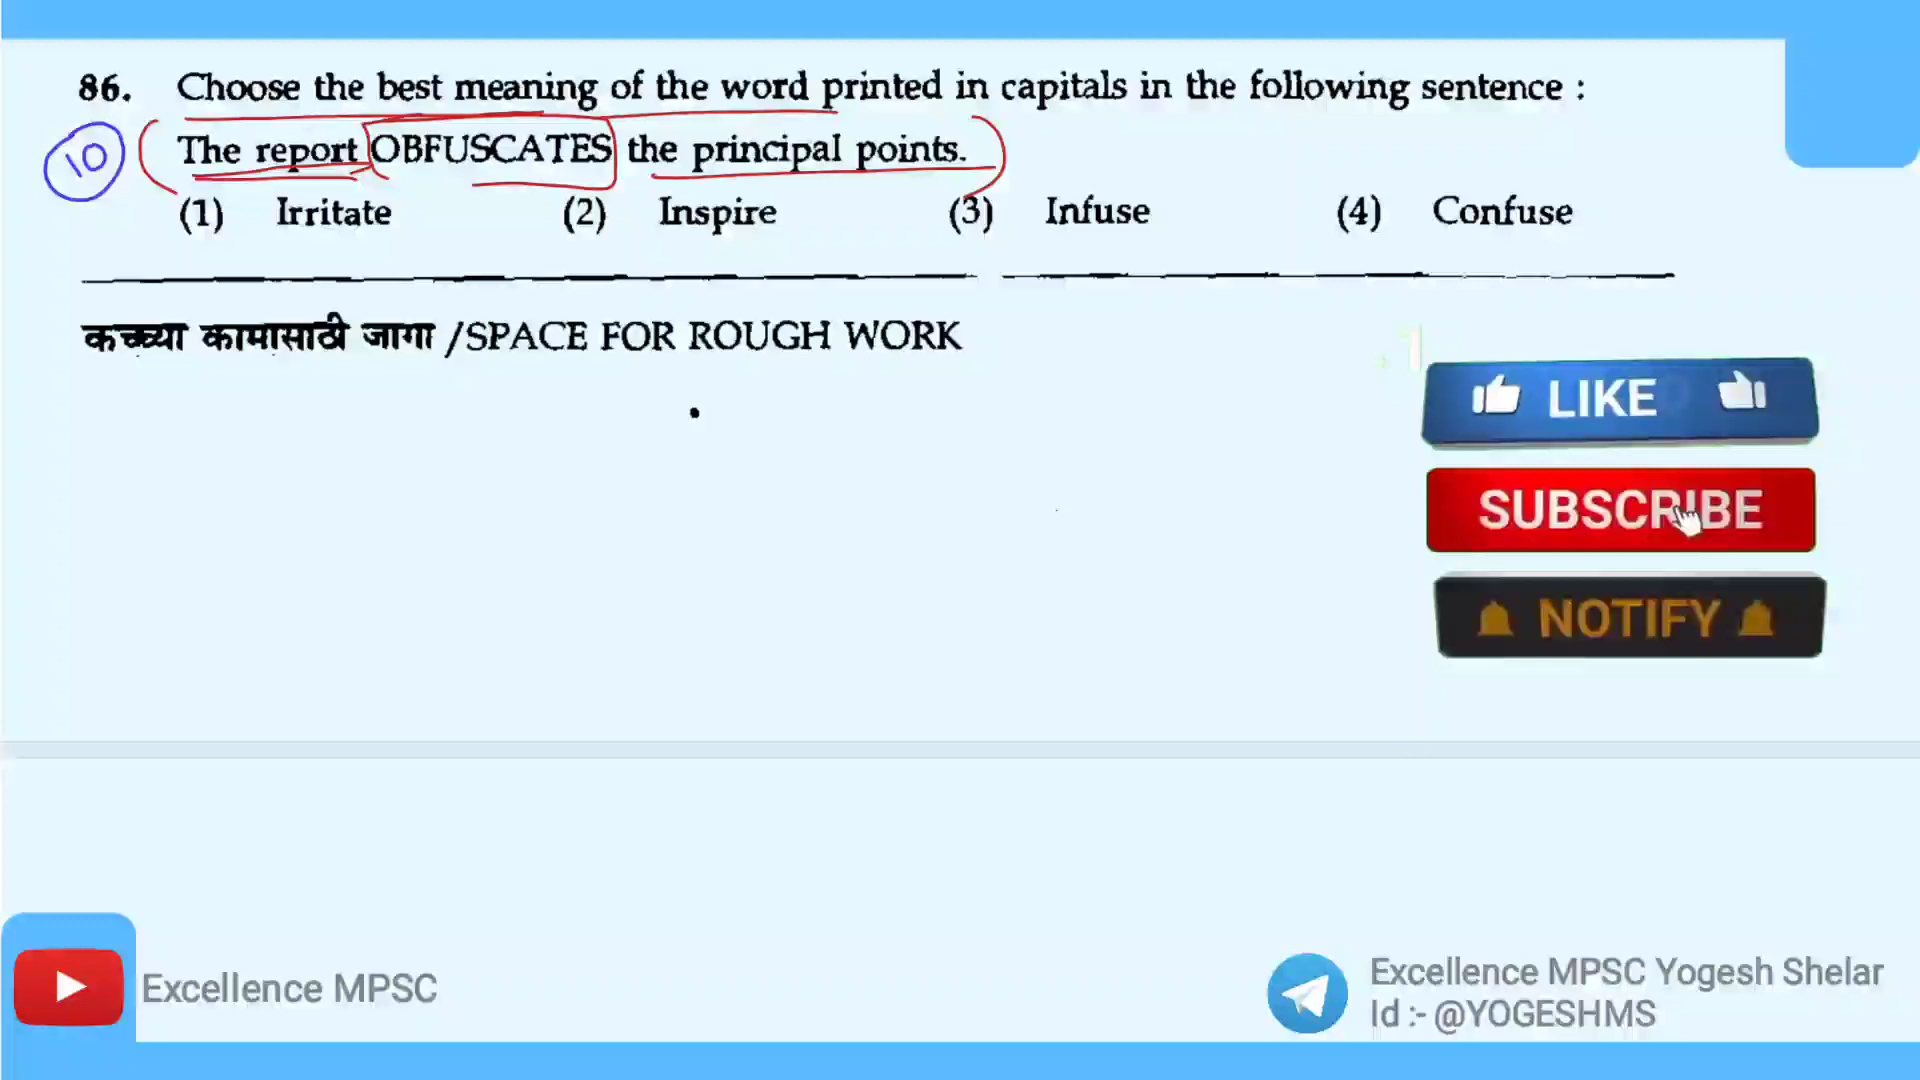 86. Choose the best meaning of the word printed in capitals in the following sentence :
10 The report OBFUSCATES the principal points.
(1) Irritate (2) Inspire (3) Infuse (4) Confuse
कच्च्या कामासाठी जागा /SPACE FOR ROUGH WORK
LIKE
SUBSCRIBE
NOTIFY
Excellence MPSC
Excellence MPSC Yogesh Shelar
Id :- @YOGESHMS